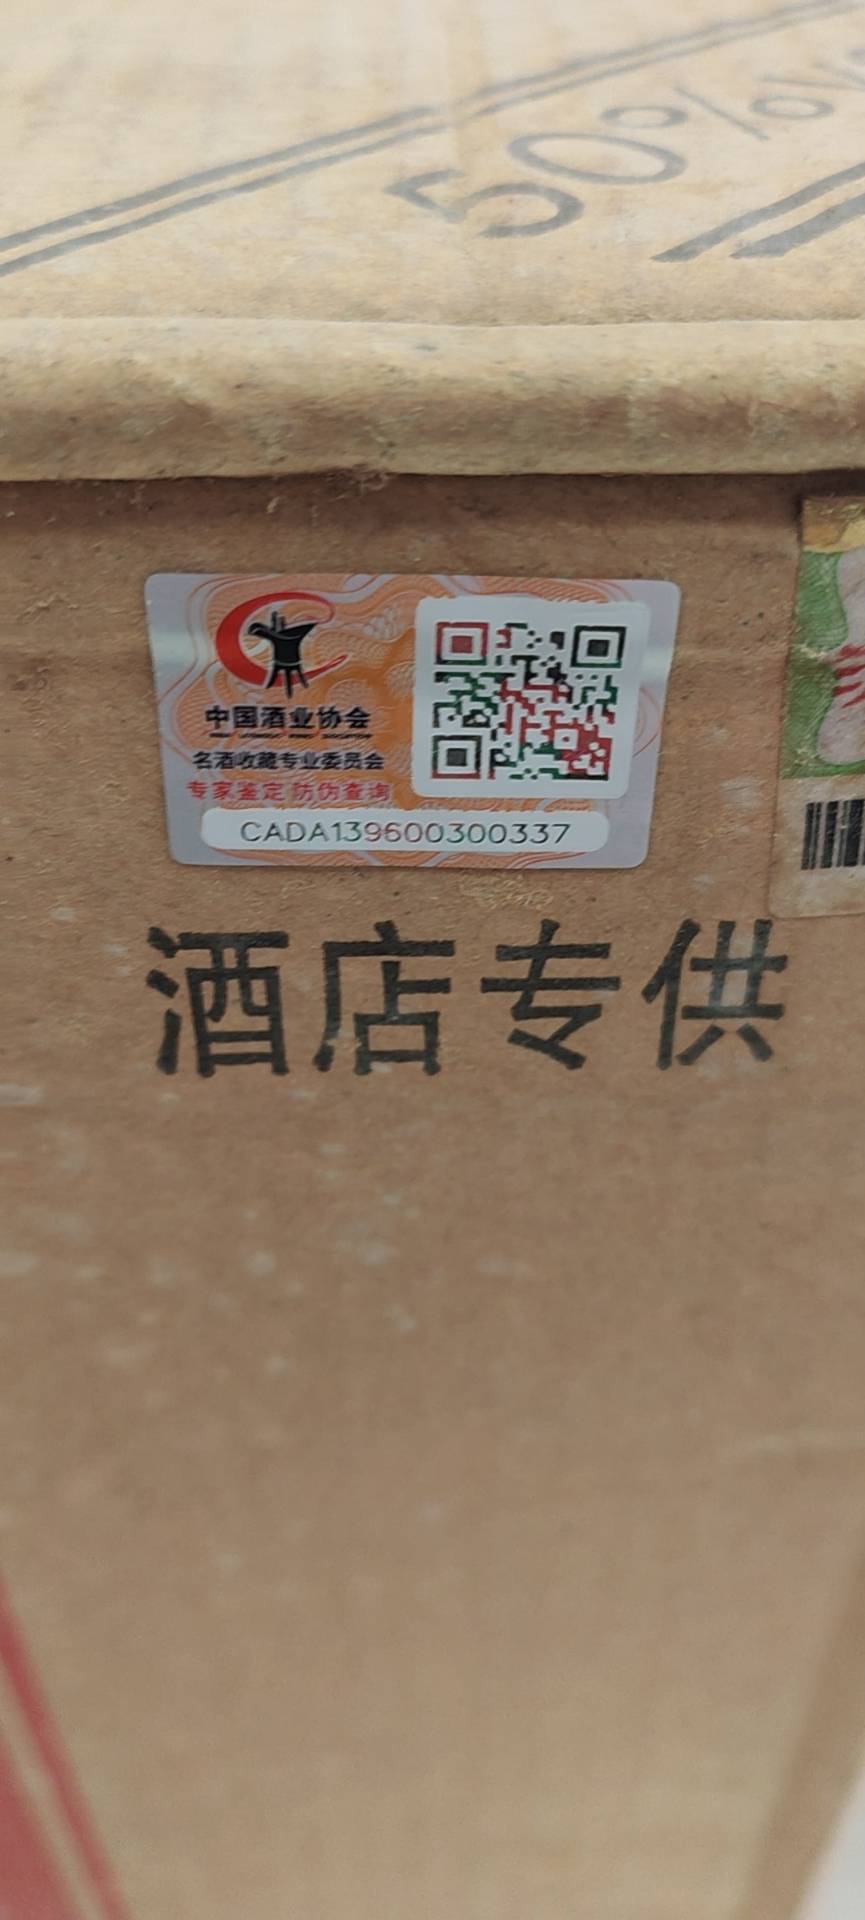 50%v
中国酒业协会
名酒收藏专业委员会
专家鉴定 防伪查询
CADA139600300337
酒店专供